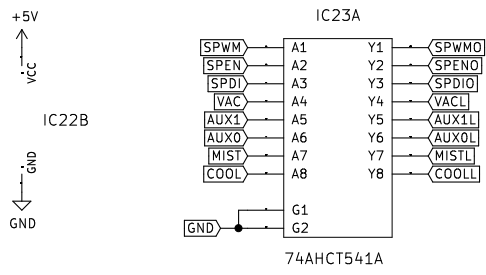 +5V
VCC
IC22B
GND
GND
IC23A
SPWM A1 Y1 SPWMO
SPEN A2 Y2 SPENO
SPDI A3 Y3 SPDIO
VAC A4 Y4 VACL
AUX1 A5 Y5 AUX1L
AUX0 A6 Y6 AUX0L
MIST A7 Y7 MISTL
COOL A8 Y8 COOLL
G1
GND G2
74AHCT541A